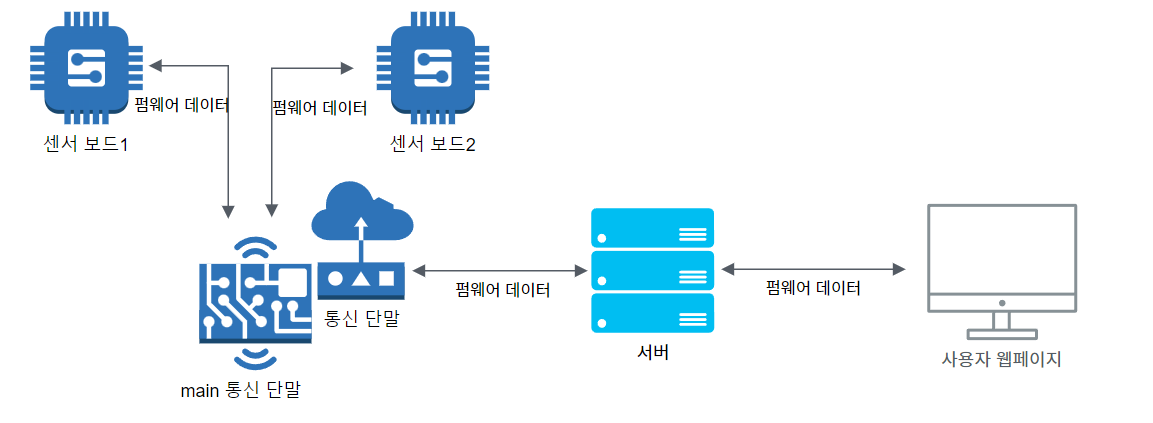 펌웨어 데이터
펌웨어 데이터
센서 보드1
센서 보드2
통신 단말
main 통신 단말
펌웨어 데이터
서버
펌웨어 데이터
사용자 웹페이지